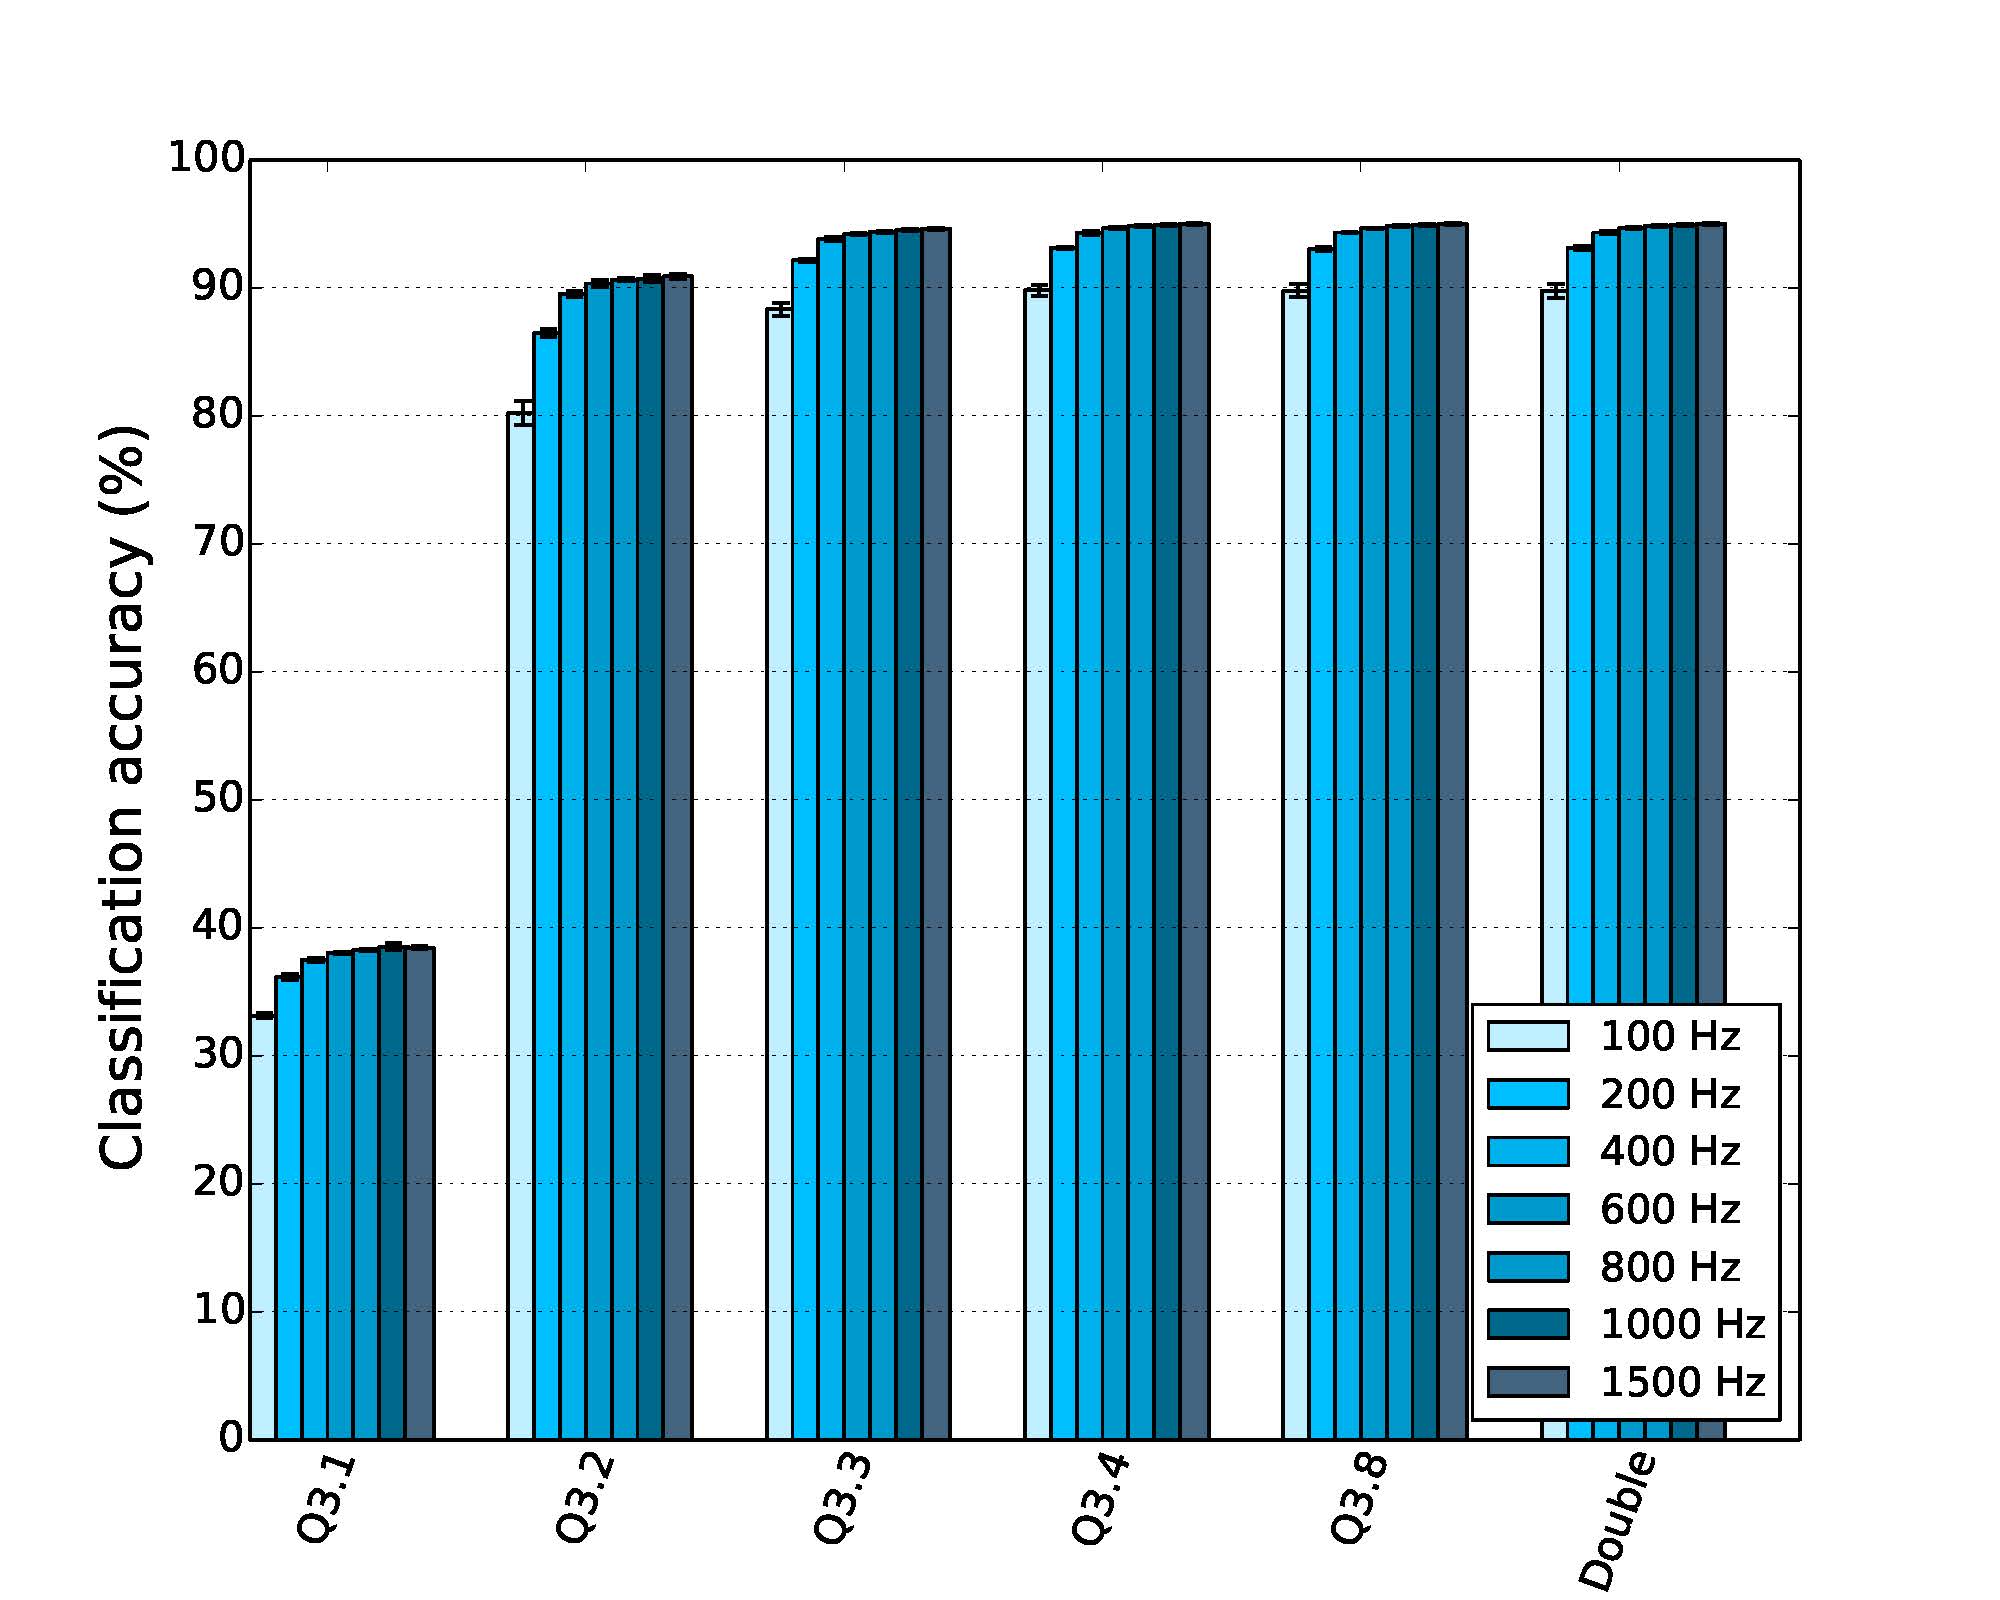 Classification accuracy (%)
100
90
80
70
60
50
40
30
20
10
0
Q3.1
Q3.2
Q3.3
Q3.4
Q3.8
Double
100 Hz
200 Hz
400 Hz
600 Hz
800 Hz
1000 Hz
1500 Hz